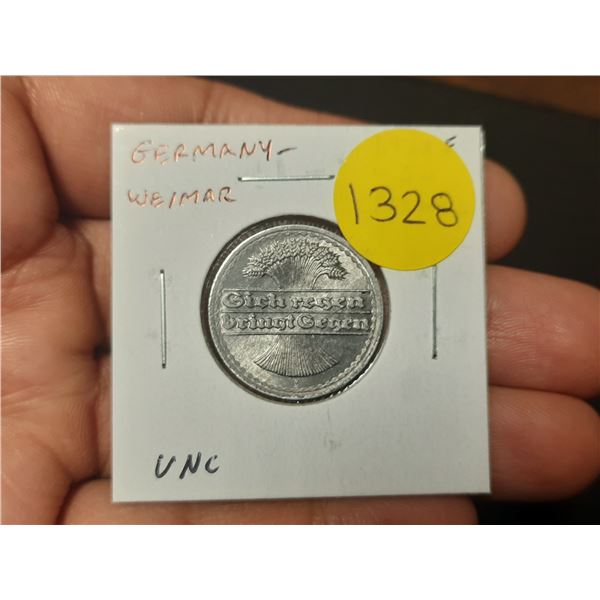 GERMANY-
WEIMAR
1328
Sich regen
bringt Segen
UNC